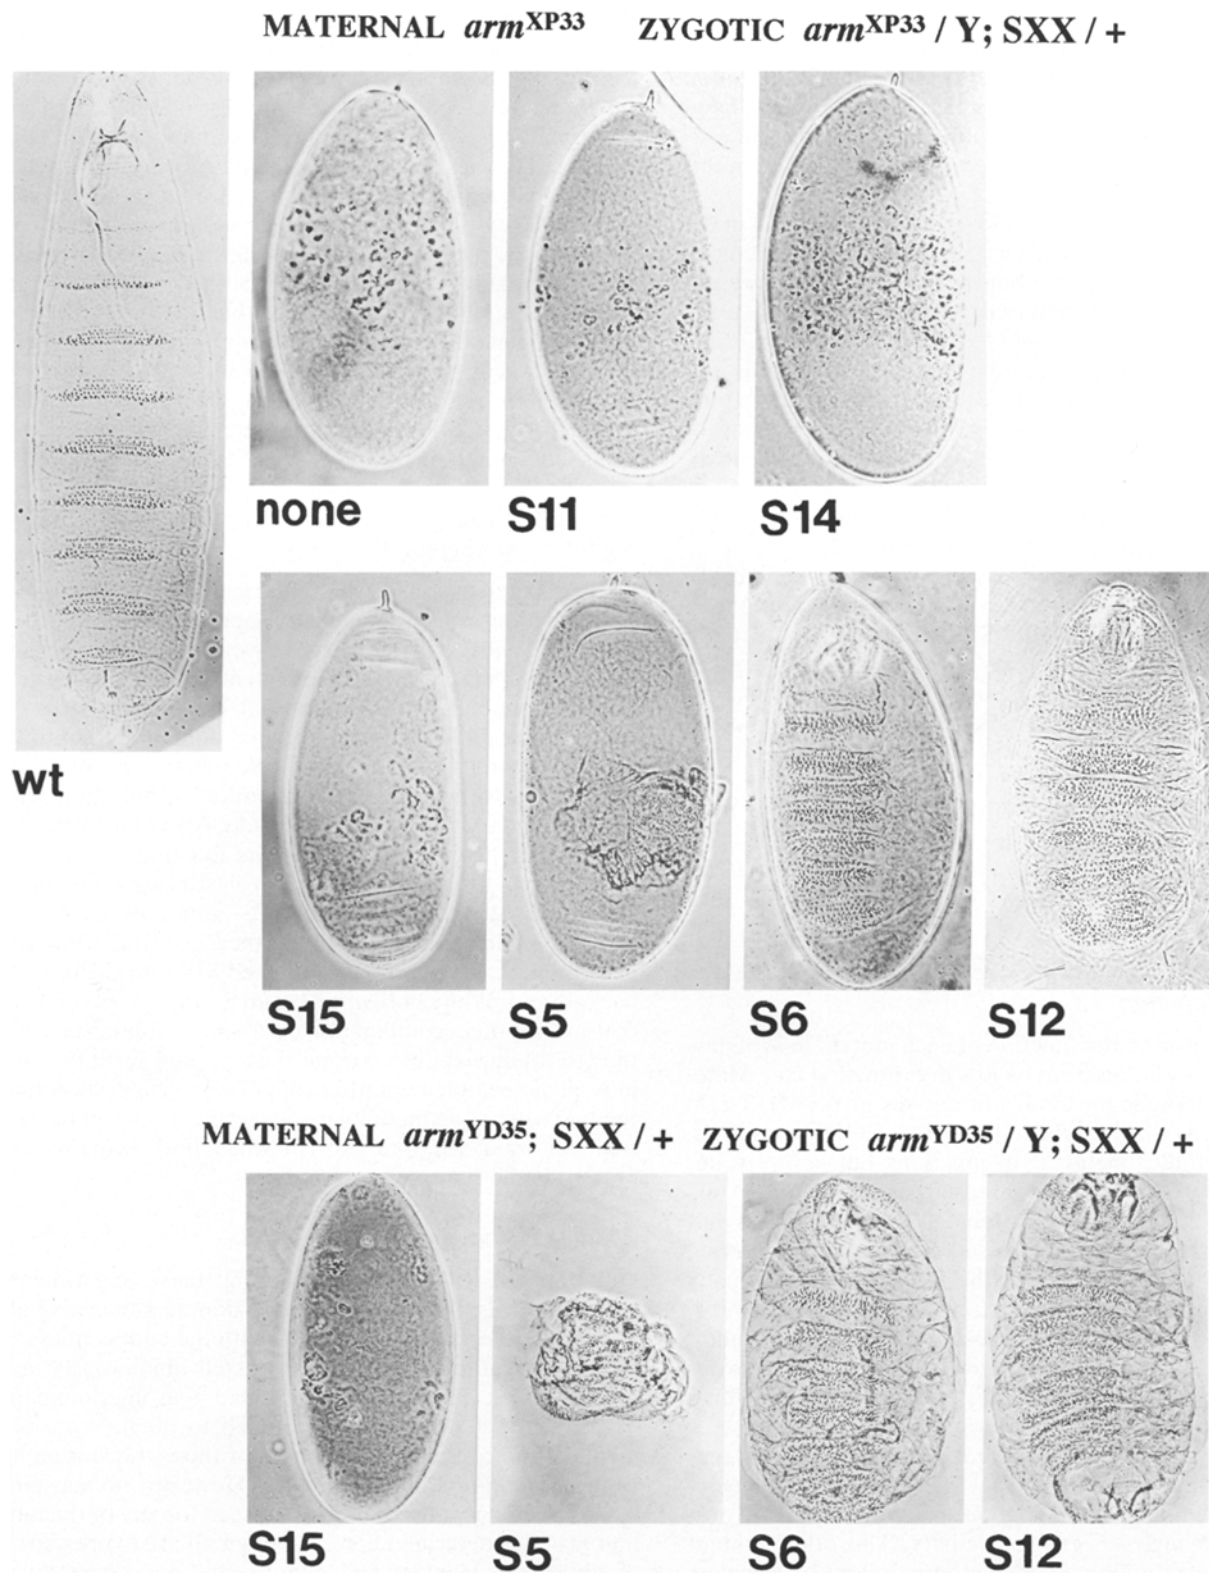 MATERNAL arm^XP33 ZYGOTIC arm^XP33 / Y; SXX / +
wt
none S11 S14
S15 S5 S6 S12
MATERNAL arm^YD35; SXX / + ZYGOTIC arm^YD35 / Y; SXX / +
S15 S5 S6 S12